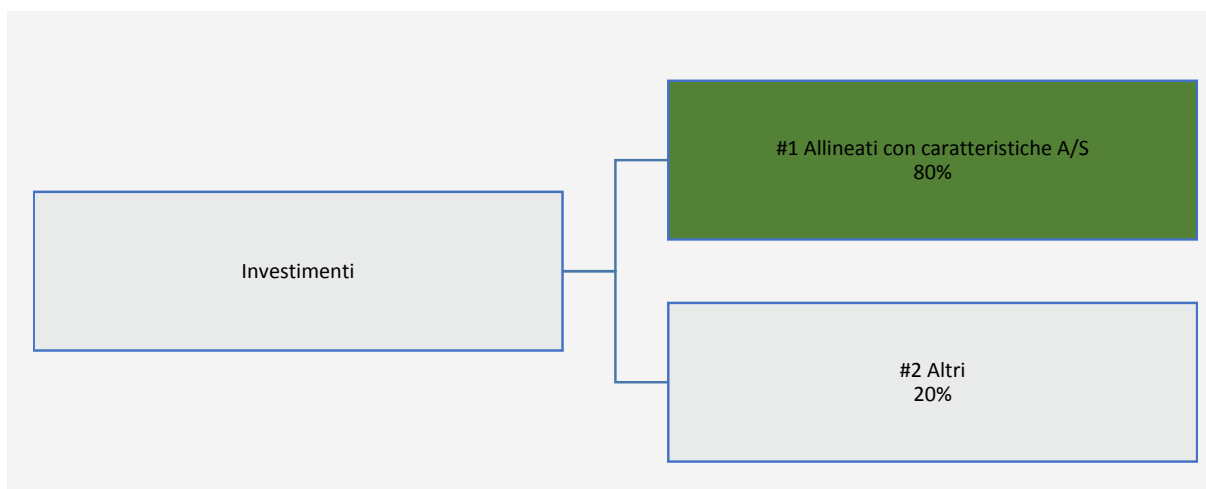 #1 Allineati con caratteristiche A/S
80%
Investimenti
#2 Altri
20%